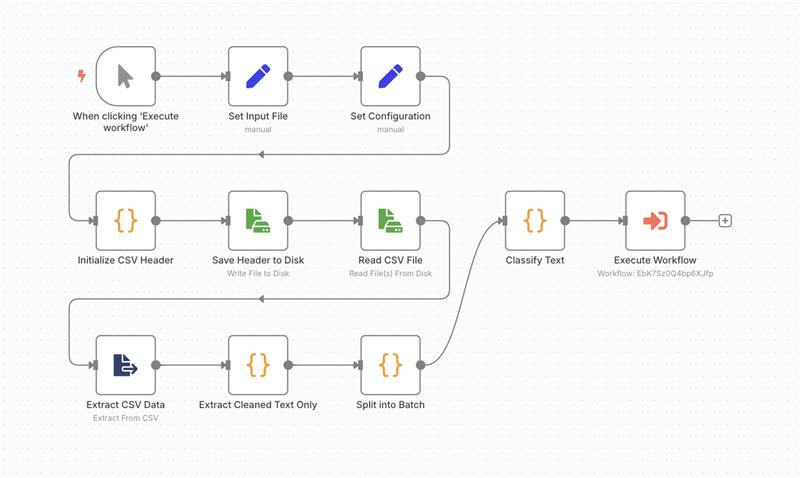 When clicking ‘Execute
workflow’
Set Input File
manual
Set Configuration
manual
Initialize CSV Header
Save Header to Disk
Write File to Disk
Read CSV File
Read File(s) From Disk
Classify Text
Execute Workflow
Workflow: EbK7Sz0Q4bp6XJfp
Extract CSV Data
Extract From CSV
Extract Cleaned Text Only
Split into Batch